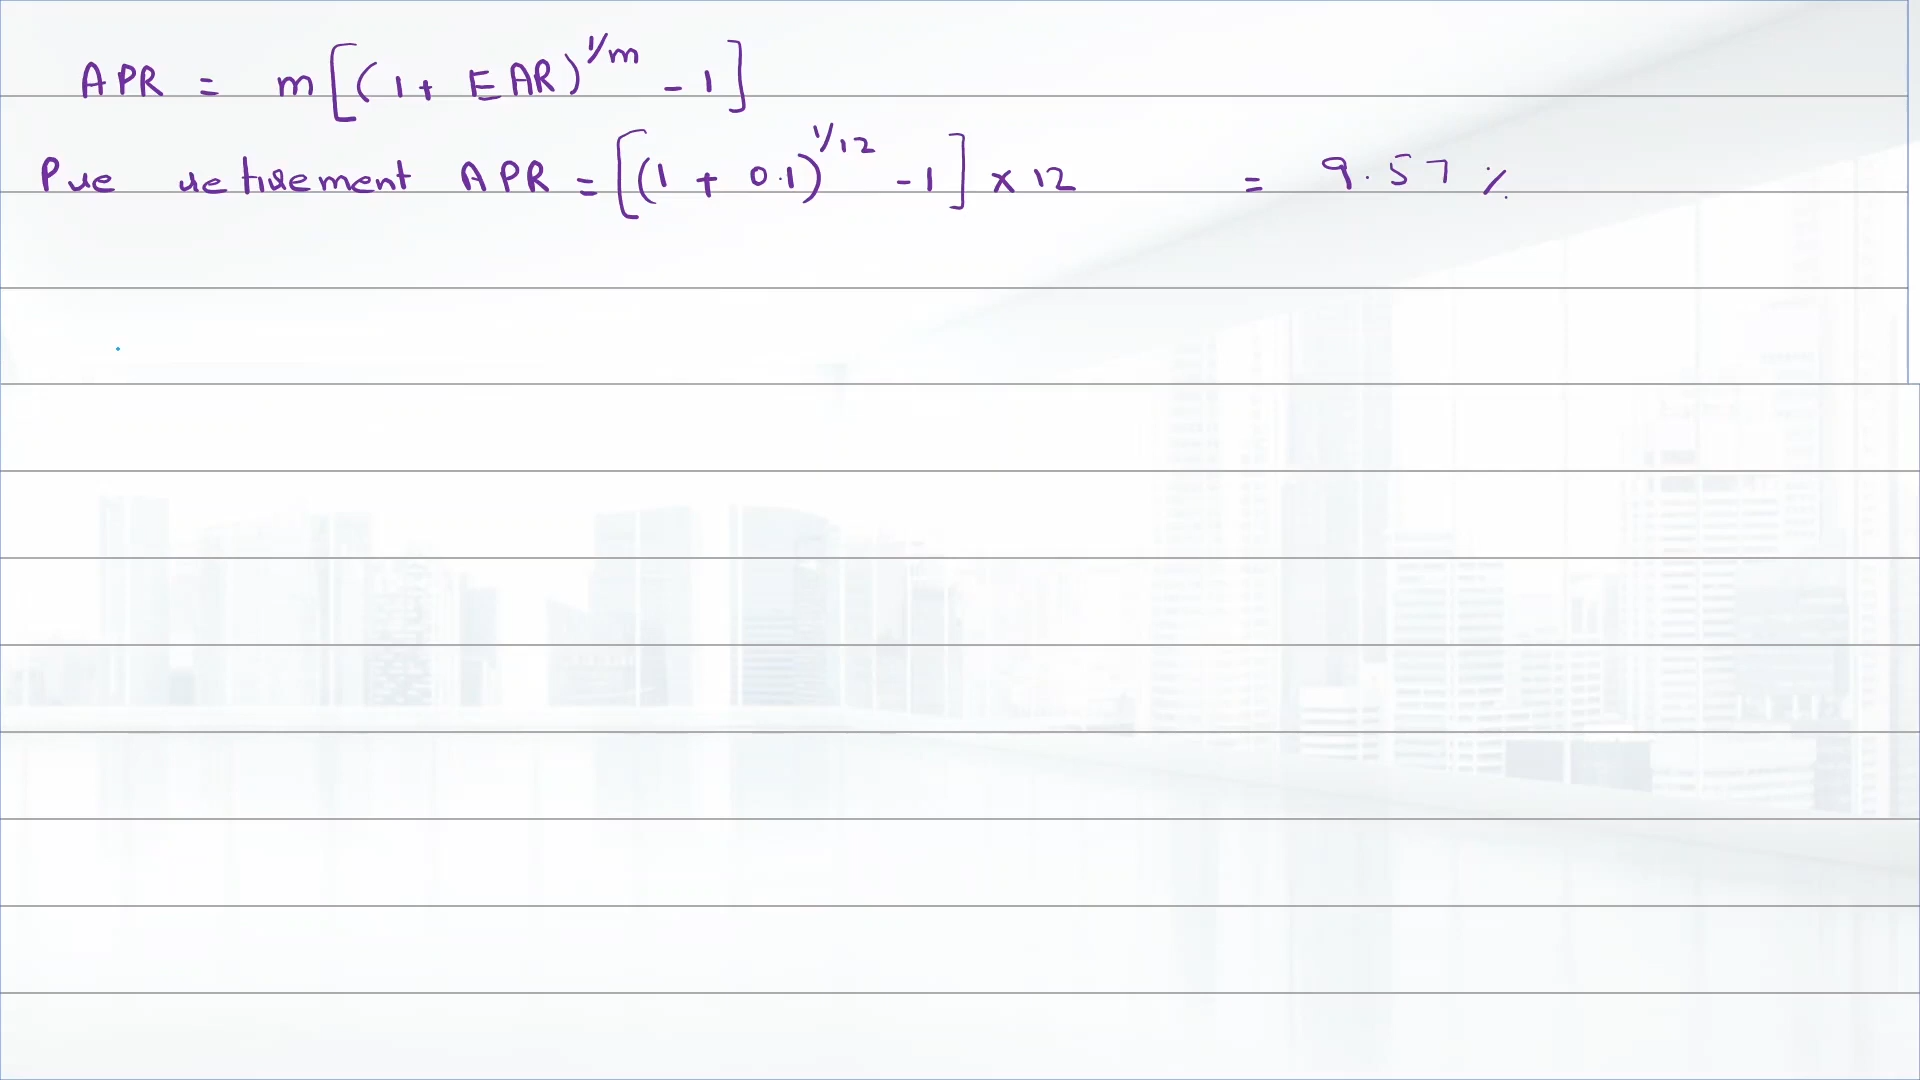 APR = m[(1 + EAR)^1/m - 1]
Pre retirement APR = [(1 + 0.1)^1/12 - 1] x 12 = 9.57 %